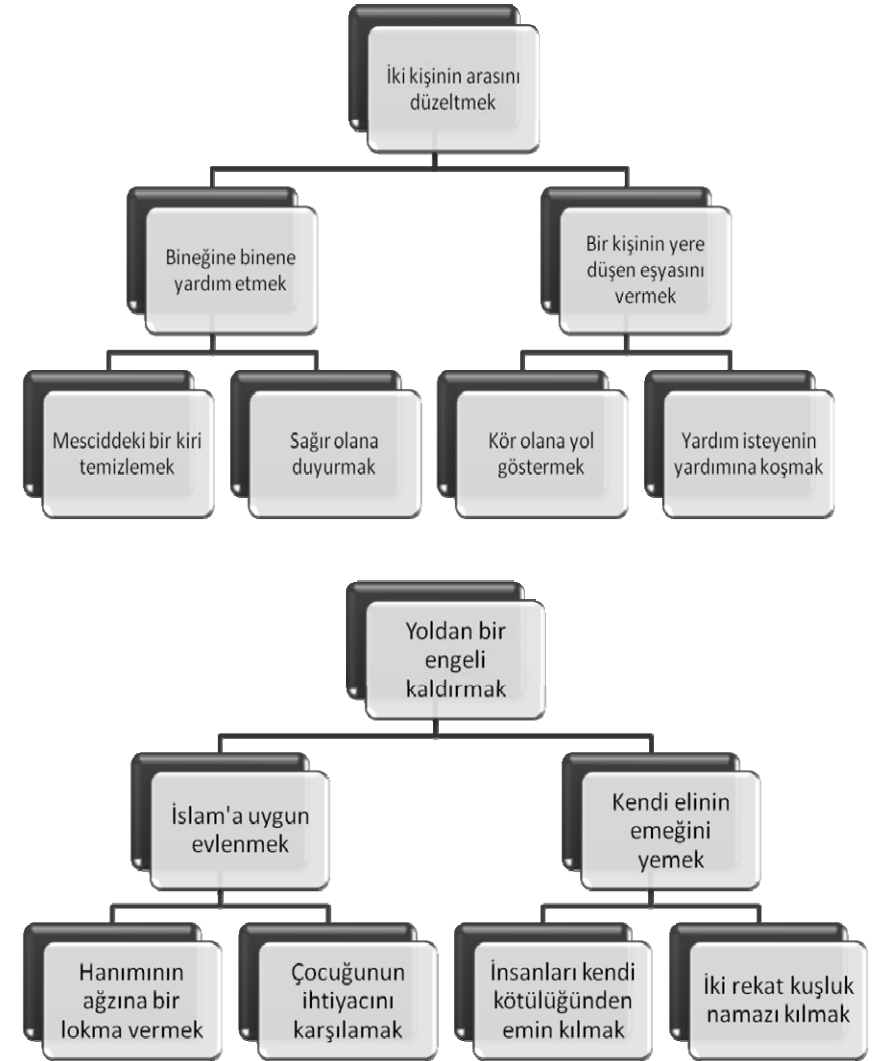 İki kişinin arasını
düzeltmek
Bineğine binene
yardım etmek
Bir kişinin yere
düşen eşyasını
vermek
Mesciddeki bir kiri
temizlemek
Sağır olana
duyurmak
Kör olana yol
göstermek
Yardım isteyenin
yardımına koşmak
Yoldan bir
engeli
kaldırmak
İslam'a uygun
evlenmek
Kendi elinin
emeğini
yemek
Hanımının
ağzına bir
lokma vermek
Çocuğunun
ihtiyacını
karşılamak
İnsanları kendi
kötülüğünden
emin kılmak
İki rekat kuşluk
namazı kılmak